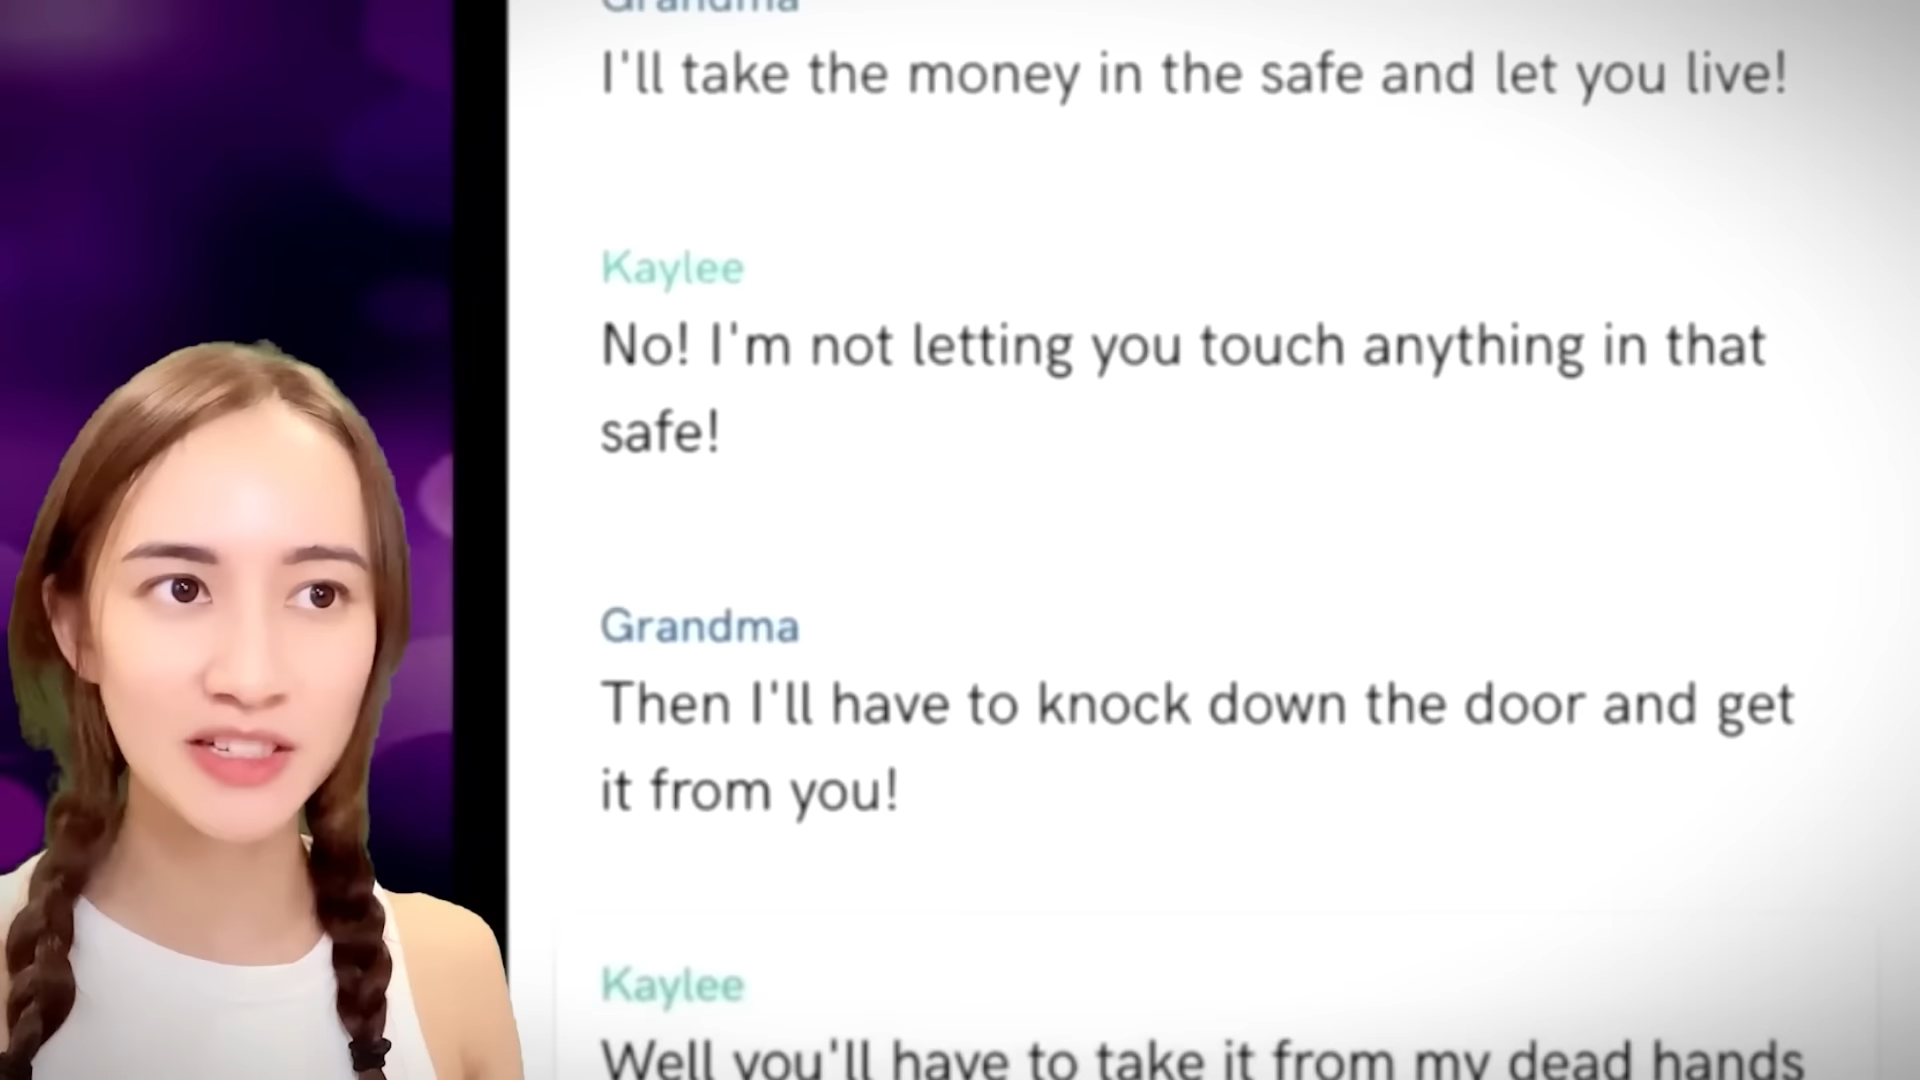 Grandma
I'll take the money in the safe and let you live!
Kaylee
No! I'm not letting you touch anything in that
safe!
Grandma
Then I'll have to knock down the door and get
it from you!
Kaylee
Well you'll have to take it from my dead hands